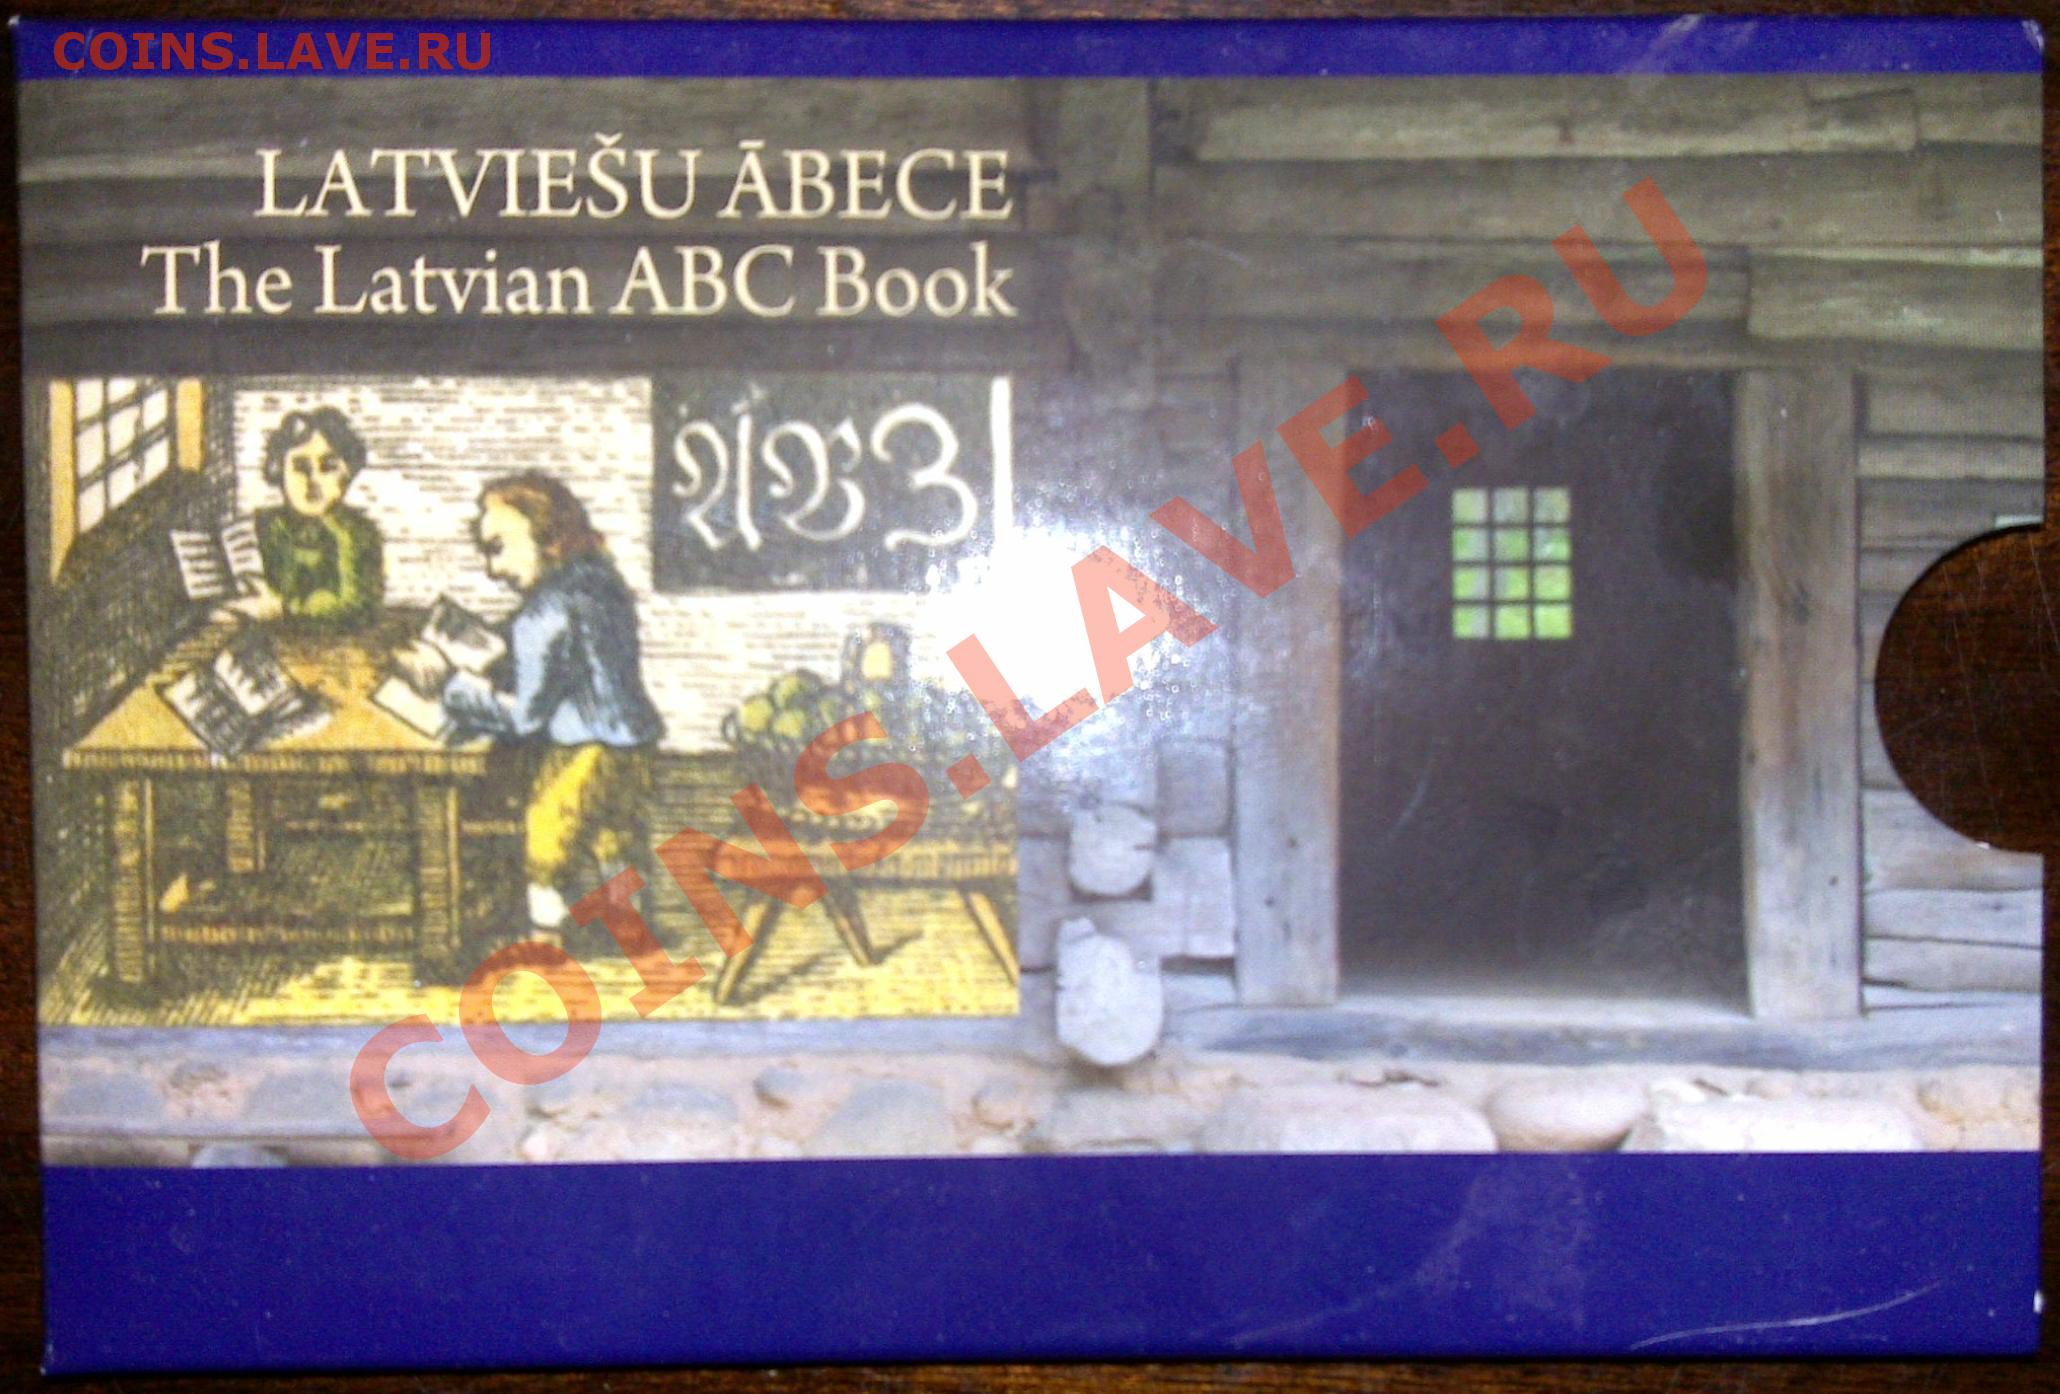 COINS.LAVE.RU
LATVIEŠU ĀBECE
The Latvian ABC Book
COINS.LAVE.RU